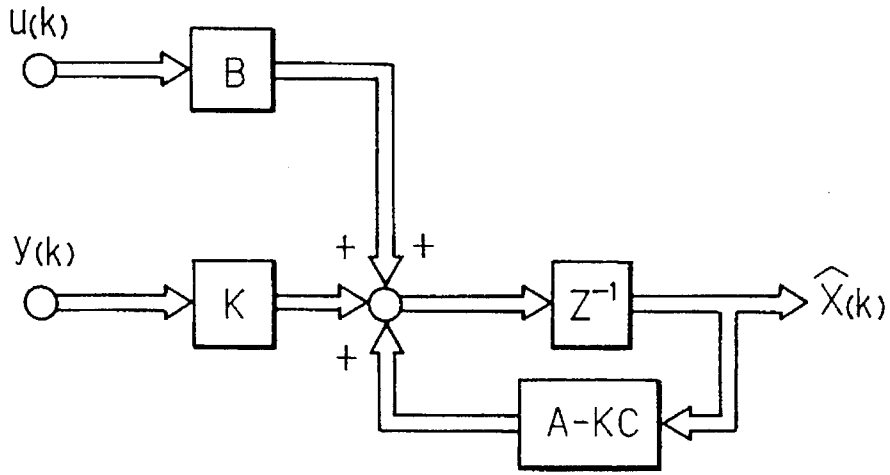 u(k)
B
y(k)
+ +
K
Z⁻¹
X̂(k)
+
A-KC